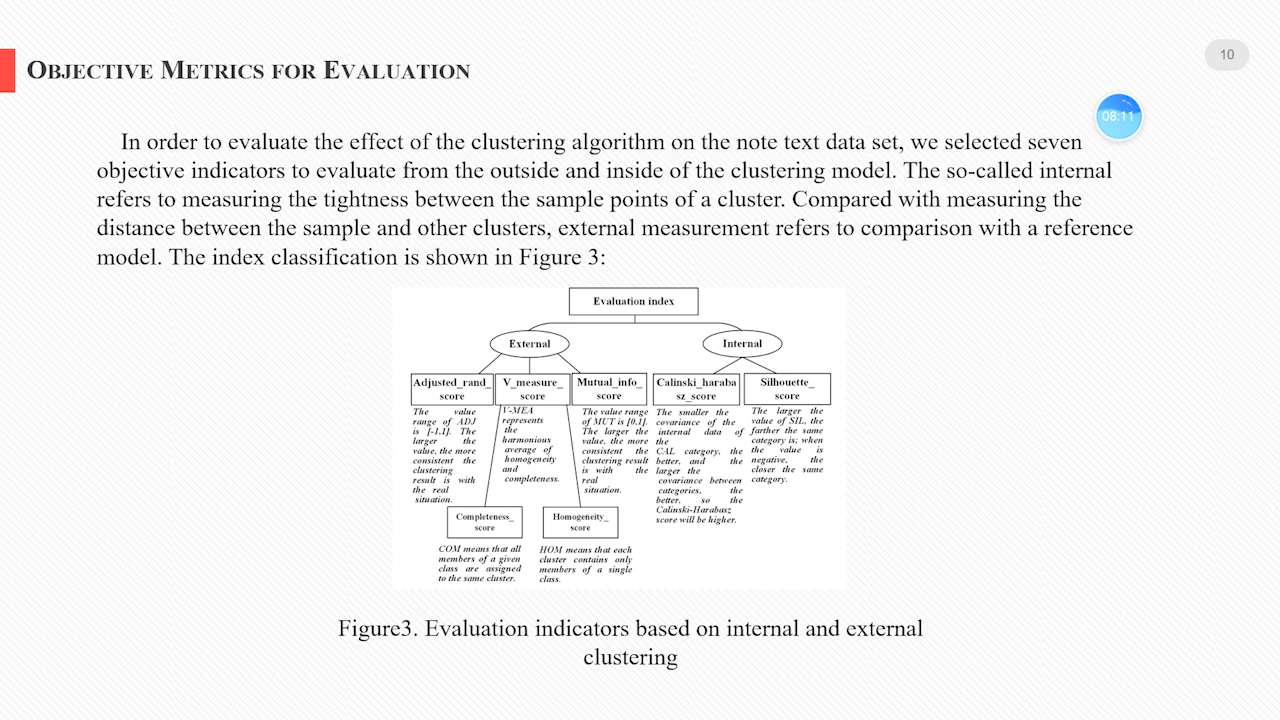 10
OBJECTIVE METRICS FOR EVALUATION
08:11
In order to evaluate the effect of the clustering algorithm on the note text data set, we selected seven
objective indicators to evaluate from the outside and inside of the clustering model. The so-called internal
refers to measuring the tightness between the sample points of a cluster. Compared with measuring the
distance between the sample and other clusters, external measurement refers to comparison with a reference
model. The index classification is shown in Figure 3:
Evaluation index
External
Internal
Adjusted_rand_
score
The value
range of ADJ
is [-1,1]. The
larger the
value, the more
consistent the
clustering
result is with
the real
situation.
V_measure_
score
V-MEA
represents
the
harmonious
average of
homogeneity
and
completeness.
Mutual_info_
score
The value range
of MUT is [0,1].
The larger the
value, the more
consistent the
clustering result
is with the
real
situation.
Calinski_haraba
sz_score
The smaller the
covariance of the
internal data of
the
CAL category, the
better, and the
larger the
covariance between
categories, the
better, so the
Calinski-Harabasz
score will be higher.
Silhouette_
score
The larger the
value of SIL, the
farther the same
category is; when
the value is
negative, the
closer the same
category.
Completeness_
score
COM means that all
members of a given
class are assigned
to the same cluster.
Homogeneity_
score
HOM means that each
cluster contains only
members of a single
class.
Figure3. Evaluation indicators based on internal and external
clustering